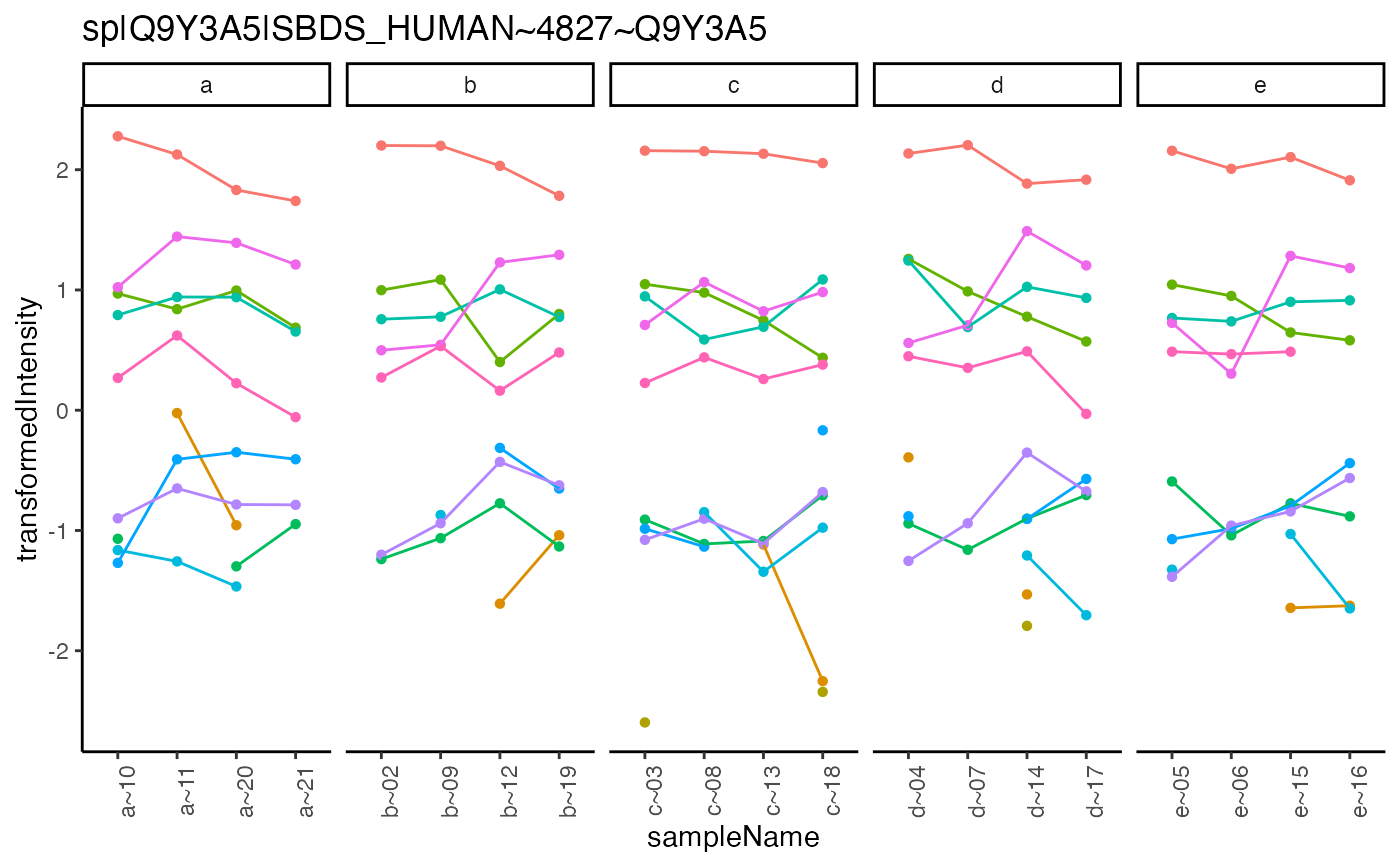 sp|Q9Y3A5|SBDS_HUMAN~4827~Q9Y3A5
a b c d e
transformedIntensity
2
1
0
-1
-2
a~10 a~11 a~20 a~21 b~02 b~09 b~12 b~19 c~03 c~08 c~13 c~18 d~04 d~07 d~14 d~17 e~05 e~06 e~15 e~16
sampleName